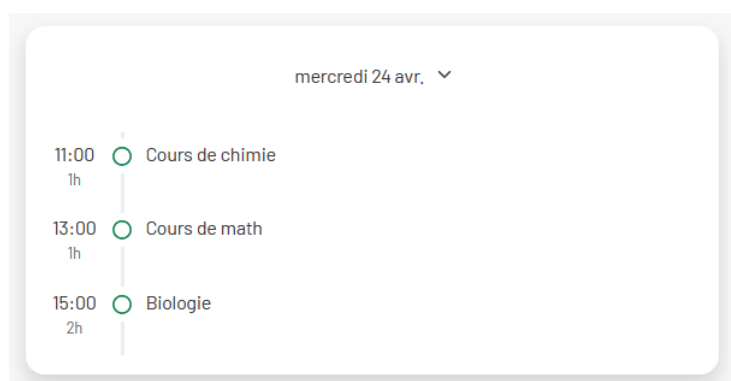 mercredi 24 avr.
11:00 Cours de chimie
1h
13:00 Cours de math
1h
15:00 Biologie
2h